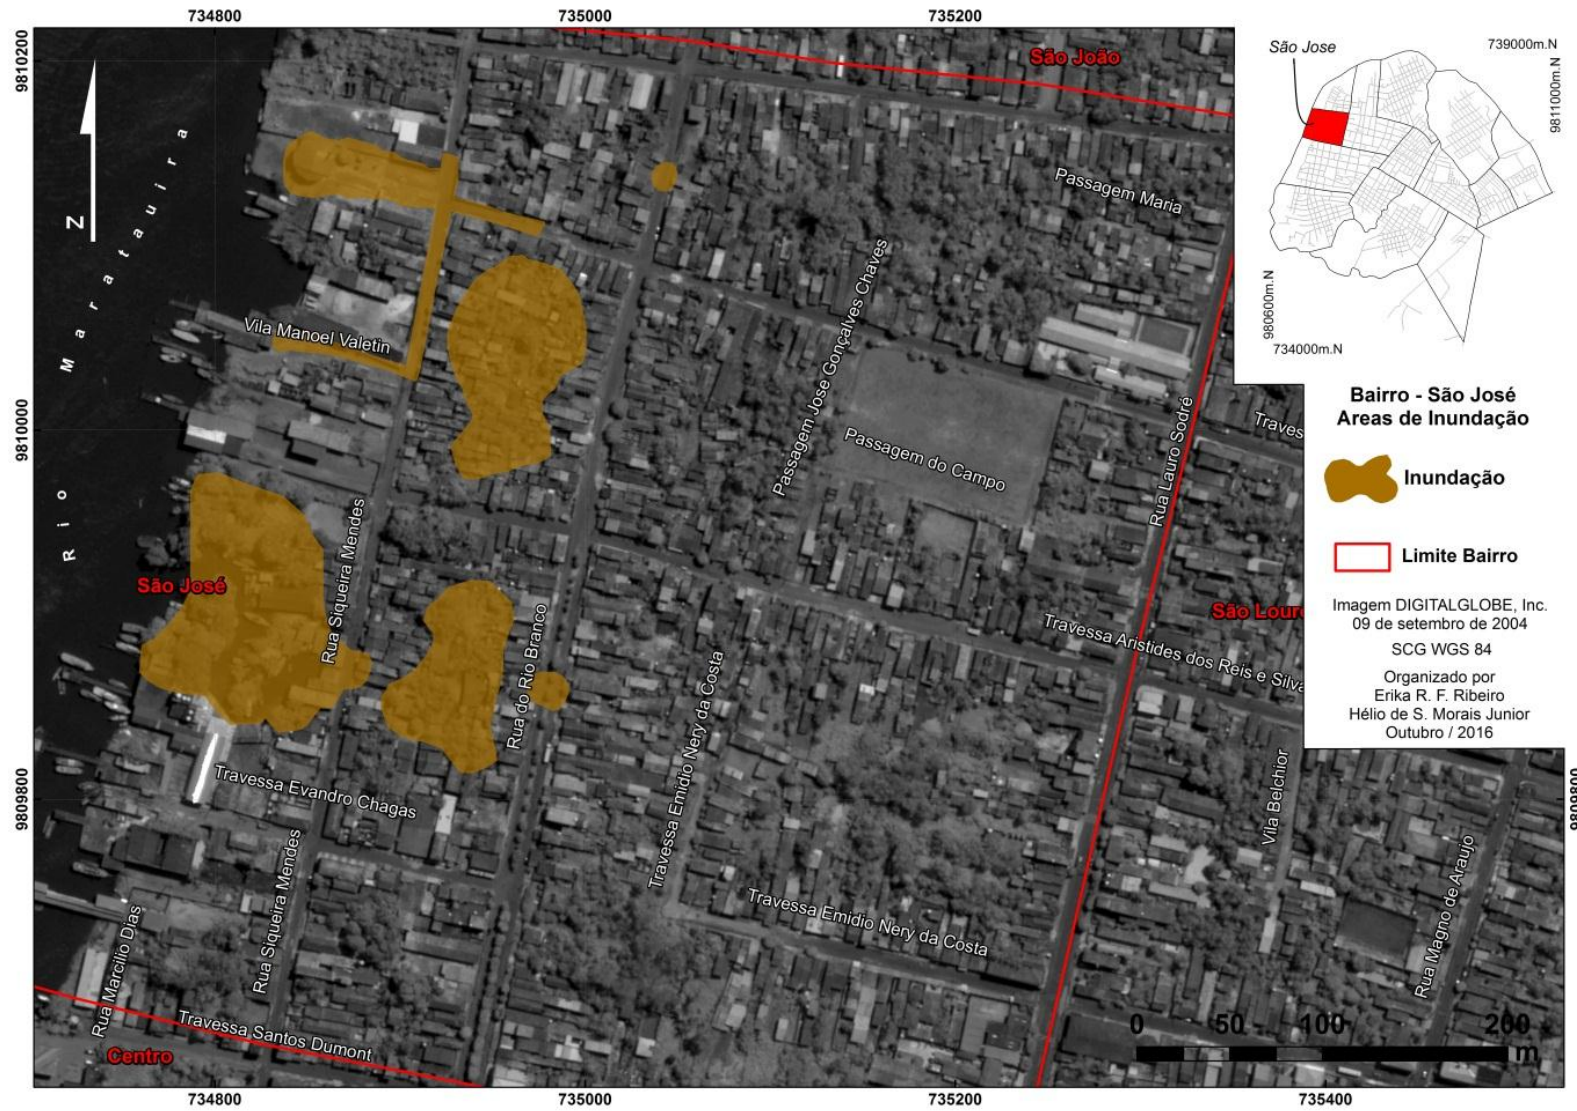 734800
735000
735200
9810200
São João
São Jose
739000m.N
9811000m.N
980600m.N
734000m.N
N
Rio Maratauira
Passagem Maria
Vila Manoel Valetin
Passagem Jose Gonçalves Chaves
9810000
Passagem do Campo
Rua Lauro Sodré
Traves
Bairro - São José
Areas de Inundação
Inundação
Limite Bairro
Imagem DIGITALGLOBE, Inc.
09 de setembro de 2004
SCG WGS 84
Organizado por
Erika R. F. Ribeiro
Hélio de S. Morais Junior
Outubro / 2016
Rua Siqueira Mendes
São José
São Loure
Travessa Aristides dos Reis e Silva
Rua do Rio Branco
Travessa Emidio Nery da Costa
Travessa Evandro Chagas
9809800
9809800
Vila Belchior
Rua Siqueira Mendes
Travessa Emidio Nery da Costa
Rua Magno de Araujo
Rua Marcilio Dias
Travessa Santos Dumont
Centro
0 50 100 200
m
734800
735000
735200
735400